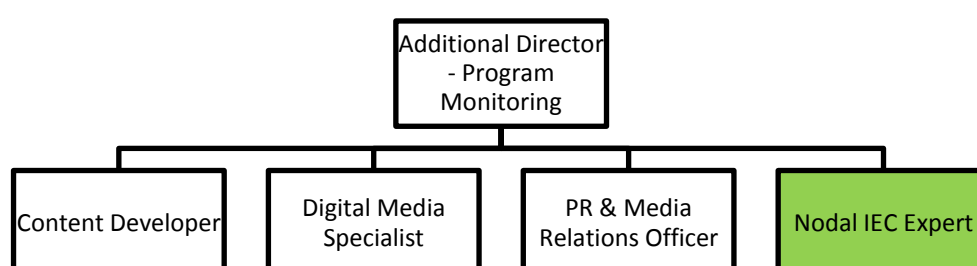 Additional Director
- Program
Monitoring
Content Developer
Digital Media
Specialist
PR & Media
Relations Officer
Nodal IEC Expert